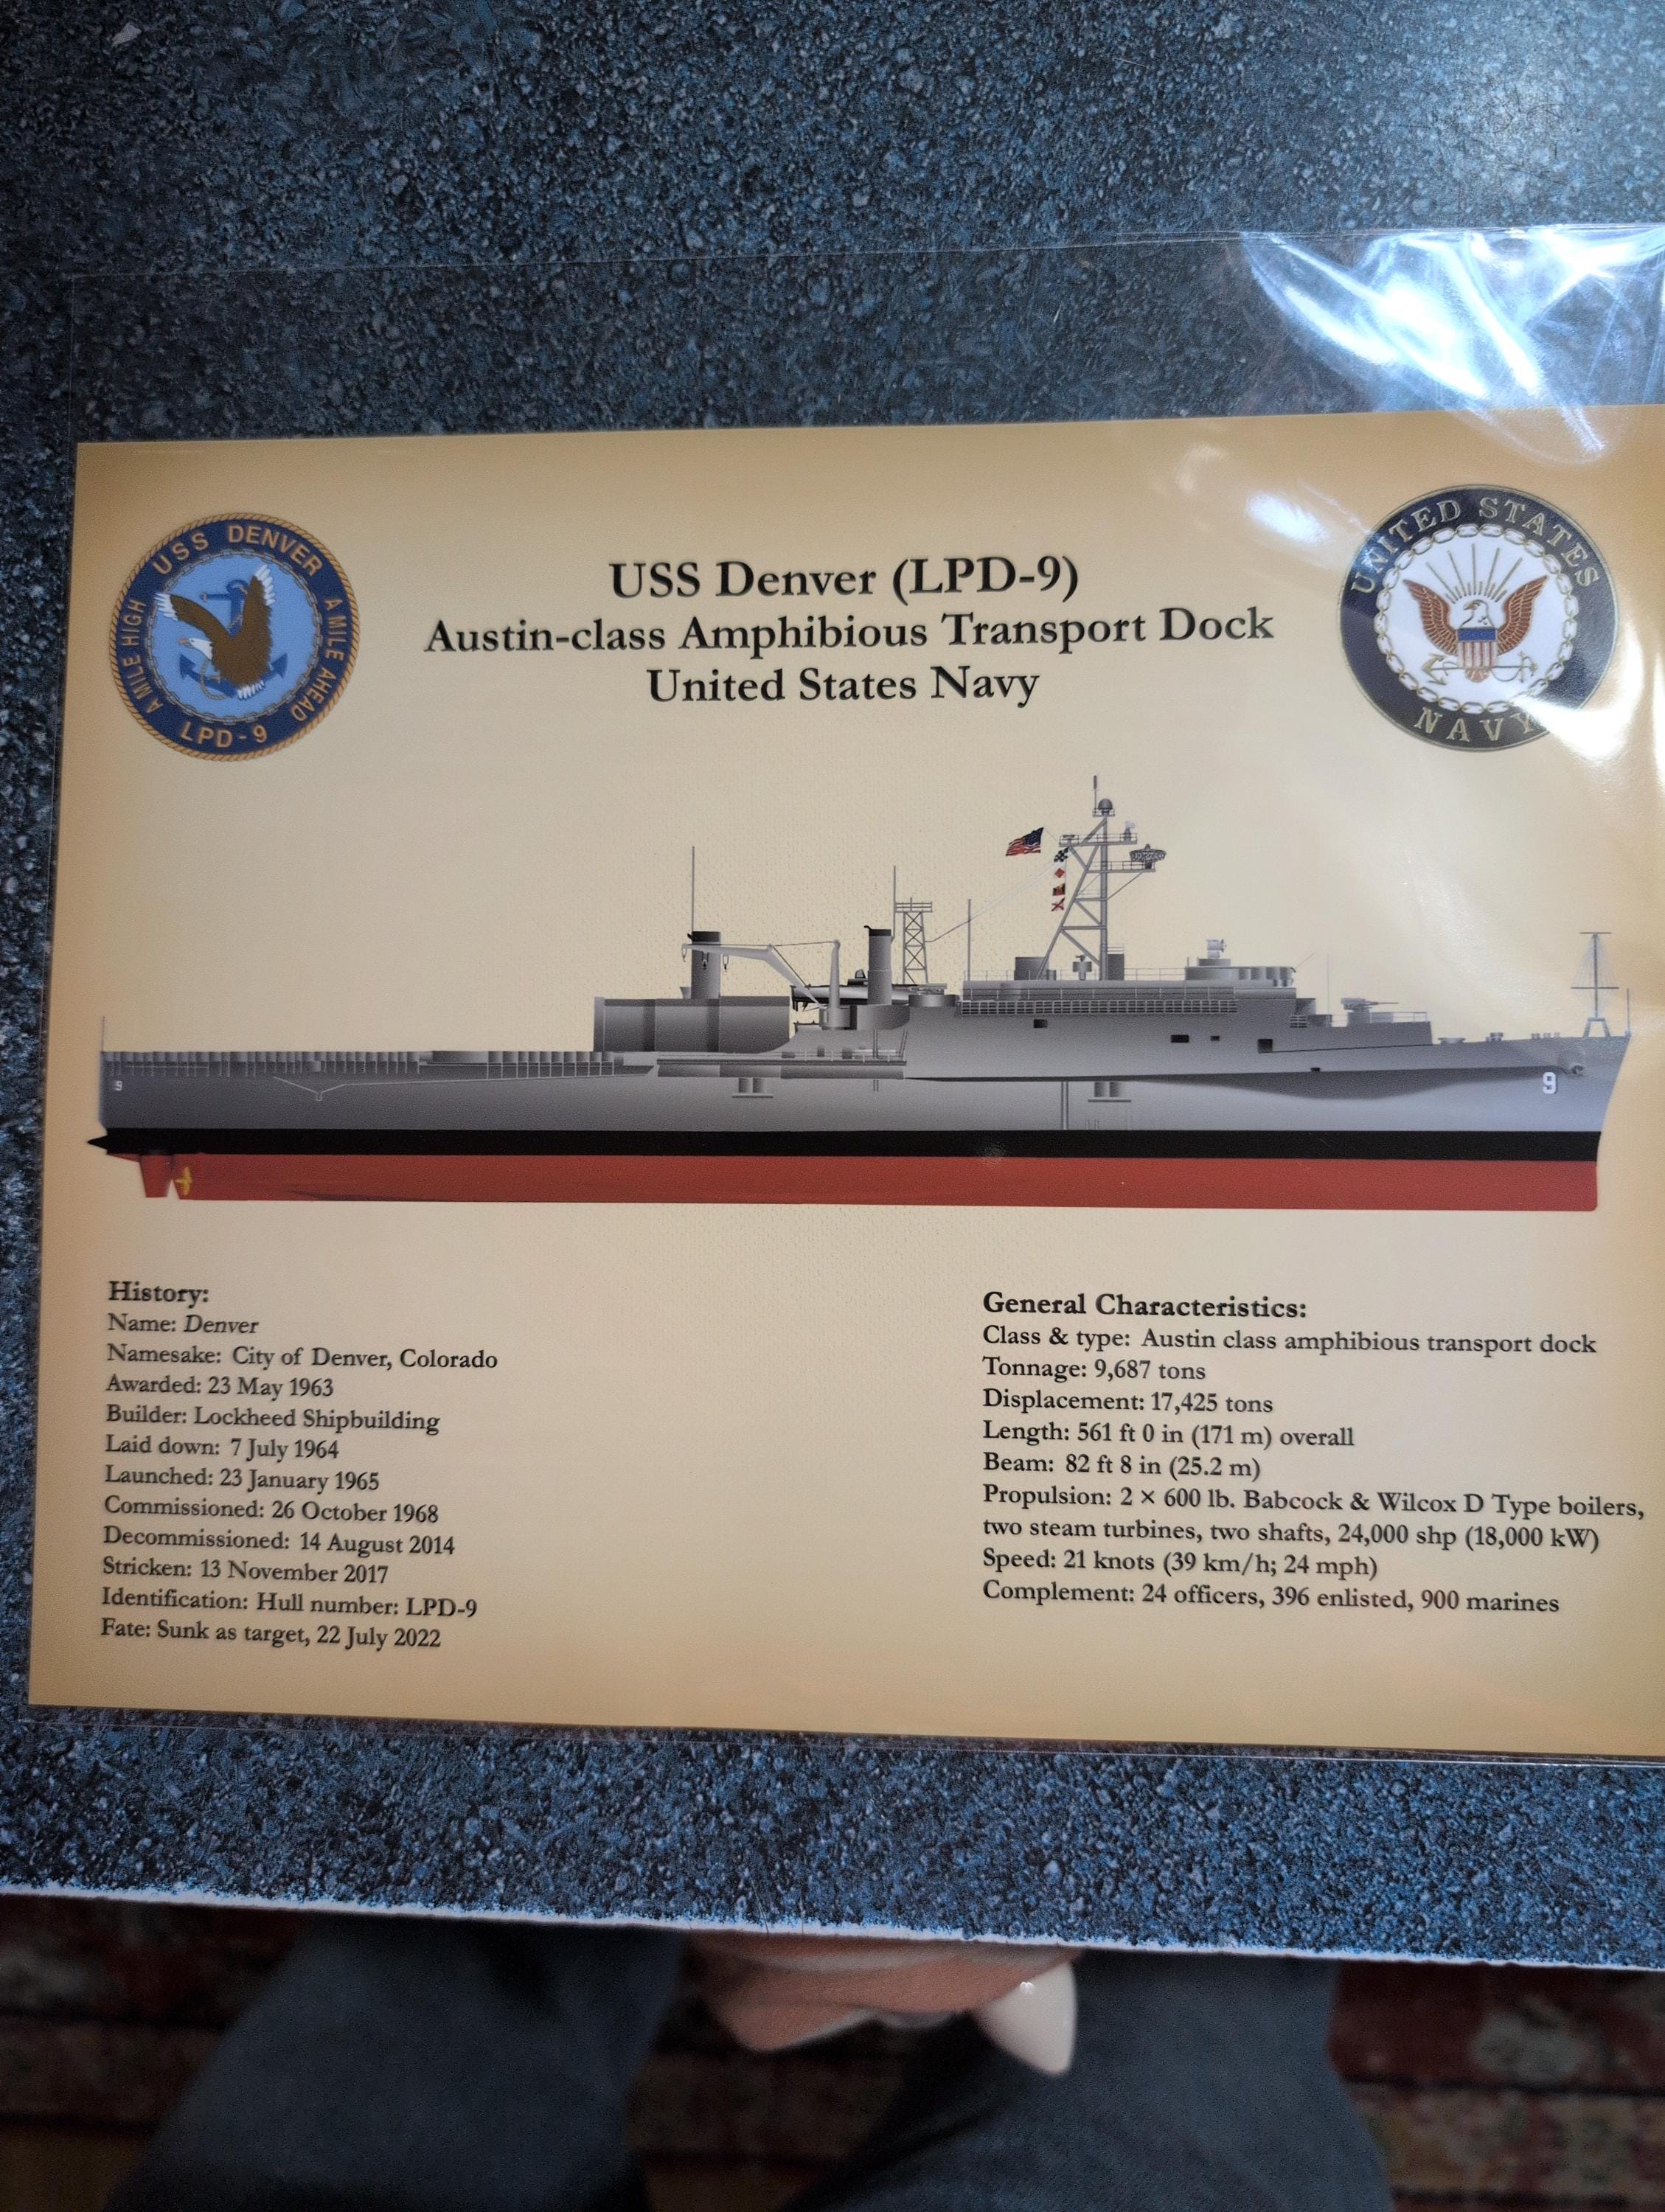 USS DENVER
A MILE HIGH A MILE AHEAD
LPD-9
USS Denver (LPD-9)
Austin-class Amphibious Transport Dock
United States Navy
UNITED STATES
NAVY
9
9
History:
Name: Denver
Namesake: City of Denver, Colorado
Awarded: 23 May 1963
Builder: Lockheed Shipbuilding
Laid down: 7 July 1964
Launched: 23 January 1965
Commissioned: 26 October 1968
Decommissioned: 14 August 2014
Stricken: 13 November 2017
Identification: Hull number: LPD-9
Fate: Sunk as target, 22 July 2022
General Characteristics:
Class & type: Austin class amphibious transport dock
Tonnage: 9,687 tons
Displacement: 17,425 tons
Length: 561 ft 0 in (171 m) overall
Beam: 82 ft 8 in (25.2 m)
Propulsion: 2 × 600 lb. Babcock & Wilcox D Type boilers,
two steam turbines, two shafts, 24,000 shp (18,000 kW)
Speed: 21 knots (39 km/h; 24 mph)
Complement: 24 officers, 396 enlisted, 900 marines